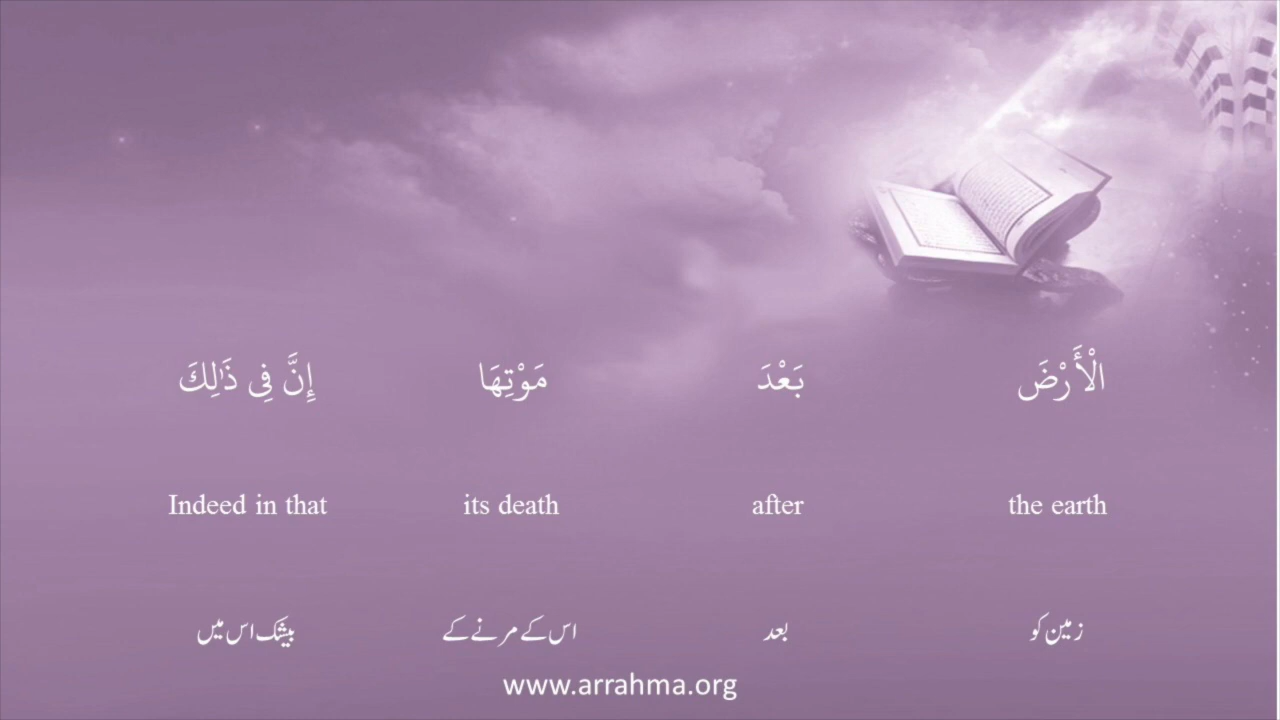 الْأَرْضَ بَعْدَ مَوْتِهَا إِنَّ فِي ذَٰلِكَ
Indeed in that its death after the earth
زمین کو بعد اس کے مرنے کے بیشک اس میں
www.arrahma.org